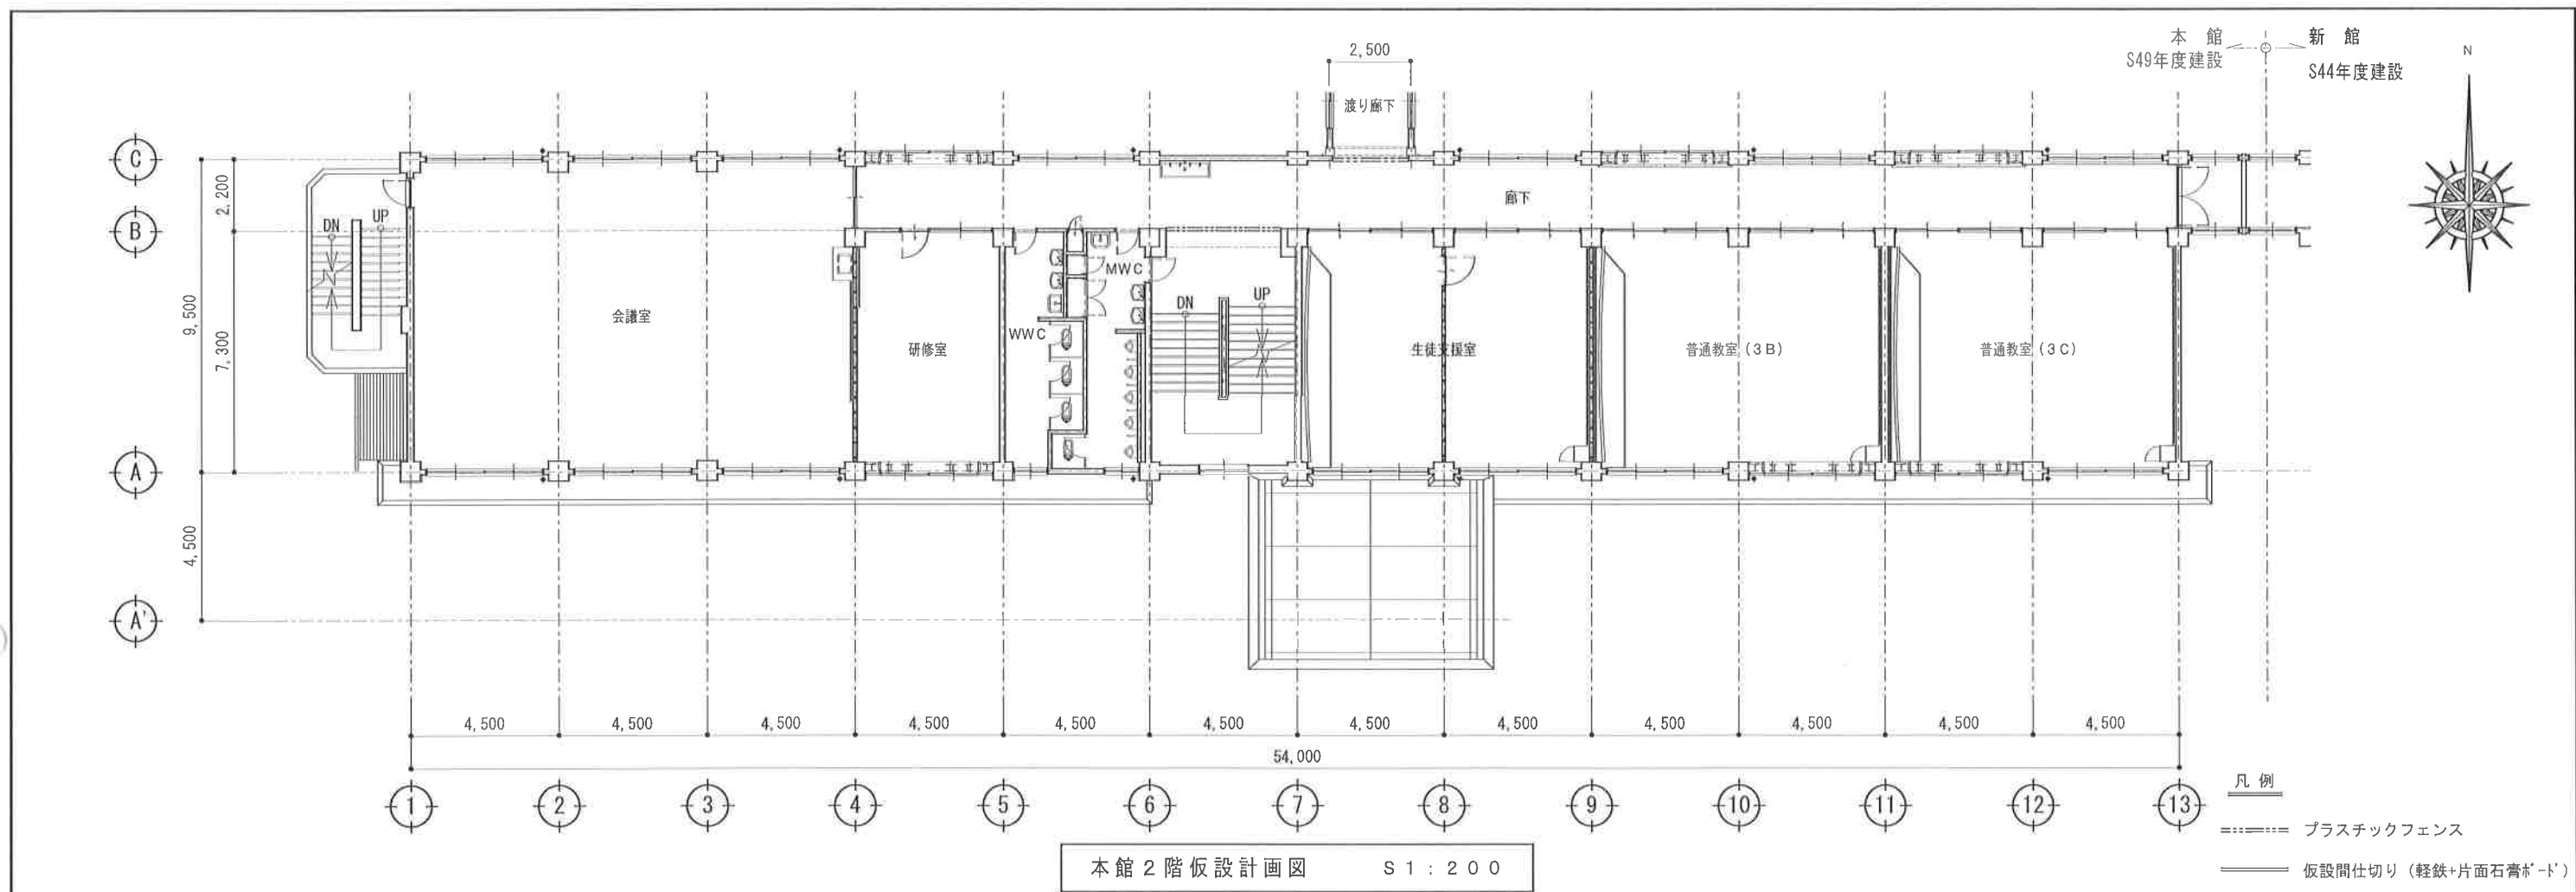 2,500
本館
S49年度建設
新館
S44年度建設
N
渡り廊下
C
B
A
A'
2,200
7,300
9,500
4,500
廊下
DN
UP
会議室
研修室
WWC
MWC
DN
UP
生徒支援室
普通教室(3B)
普通教室(3C)
4,500 4,500 4,500 4,500 4,500 4,500 4,500 4,500 4,500 4,500 4,500 4,500
54,000
1 2 3 4 5 6 7 8 9 10 11 12 13
凡例
プラスチックフェンス
仮設間仕切り(軽鉄+片面石膏ボード)
本館2階仮設計画図 S1:200